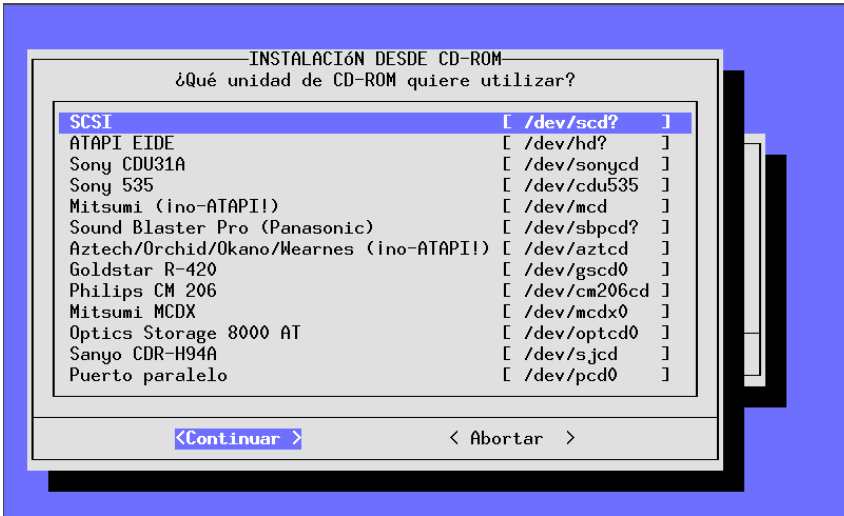 INSTALACIóN DESDE CD-ROM
¿Qué unidad de CD-ROM quiere utilizar?
SCSI [ /dev/scd? ]
ATAPI EIDE [ /dev/hd? ]
Sony CDU31A [ /dev/sonycd ]
Sony 535 [ /dev/cdu535 ]
Mitsumi (¡no-ATAPI!) [ /dev/mcd ]
Sound Blaster Pro (Panasonic) [ /dev/sbpcd? ]
Aztech/Orchid/Okano/Wearnes (¡no-ATAPI!) [ /dev/aztcd ]
Goldstar R-420 [ /dev/gscd0 ]
Philips CM 206 [ /dev/cm206cd ]
Mitsumi MCDX [ /dev/mcdx0 ]
Optics Storage 8000 AT [ /dev/optcd0 ]
Sanyo CDR-H94A [ /dev/sjcd ]
Puerto paralelo [ /dev/pcd0 ]
<Continuar > < Abortar >